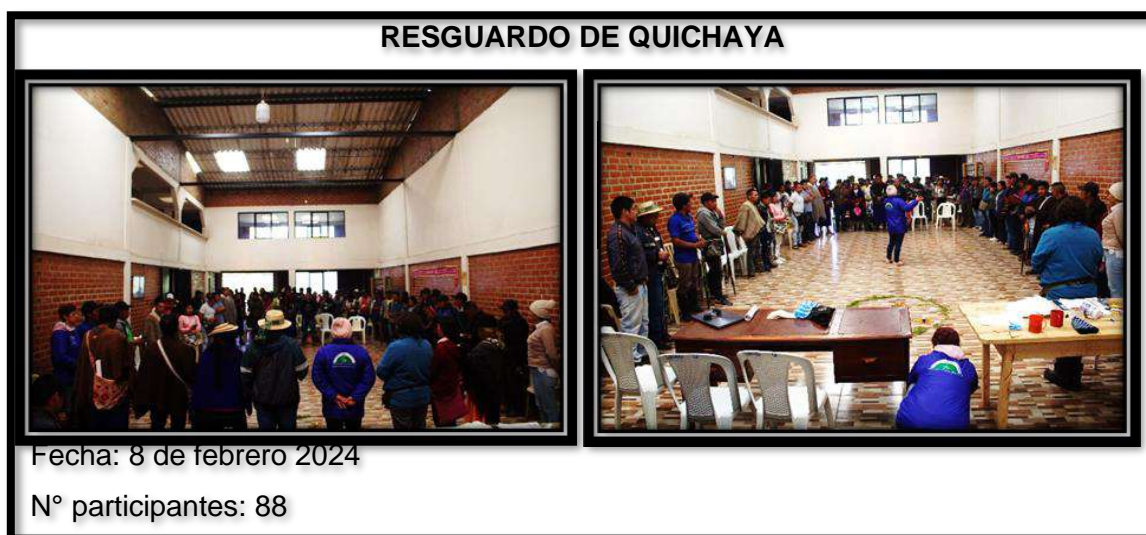 RESGUARDO DE QUICHAYA
Fecha: 8 de febrero 2024
N° participantes: 88